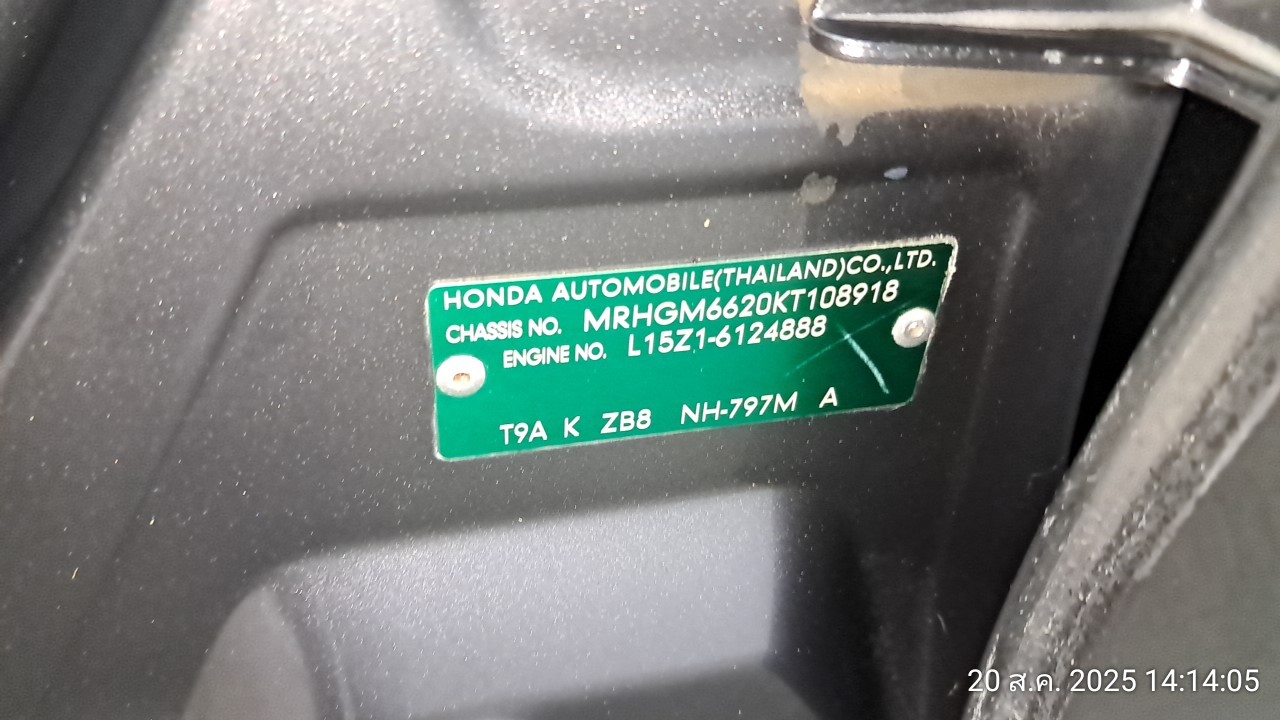 HONDA AUTOMOBILE(THAILAND)CO.,LTD.
CHASSIS NO. MRHGM6620KT108918
ENGINE NO. L15Z1-6124888
T9A K ZB8 NH-797M A
20 ส.ค. 2025 14:14:05